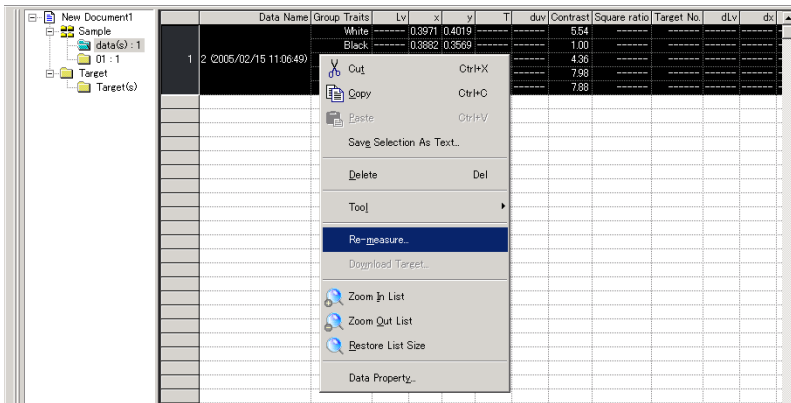 New Document1
Sample
data(s) : 1
01 : 1
Target
Target(s)
Data Name Group Traits Lv x y T duv Contrast Square ratio Target No. dLv dx
White ------ 0.3971 0.4019 ------ ------ 5.54 ------ ------ ------ ------
Black ------ 0.3882 0.3569 ------ ------ 1.00 ------ ------ ------ ------
1 2 (2005/02/15 11:06:49) ------ 4.36 ------ ------ ------ ------
------ 7.98 ------ ------ ------ ------
------ 7.88 ------ ------ ------ ------
Cut Ctrl+X
Copy Ctrl+C
Paste Ctrl+V
Save Selection As Text...
Delete Del
Tool
Re-measure...
Download Target...
Zoom In List
Zoom Out List
Restore List Size
Data Property...